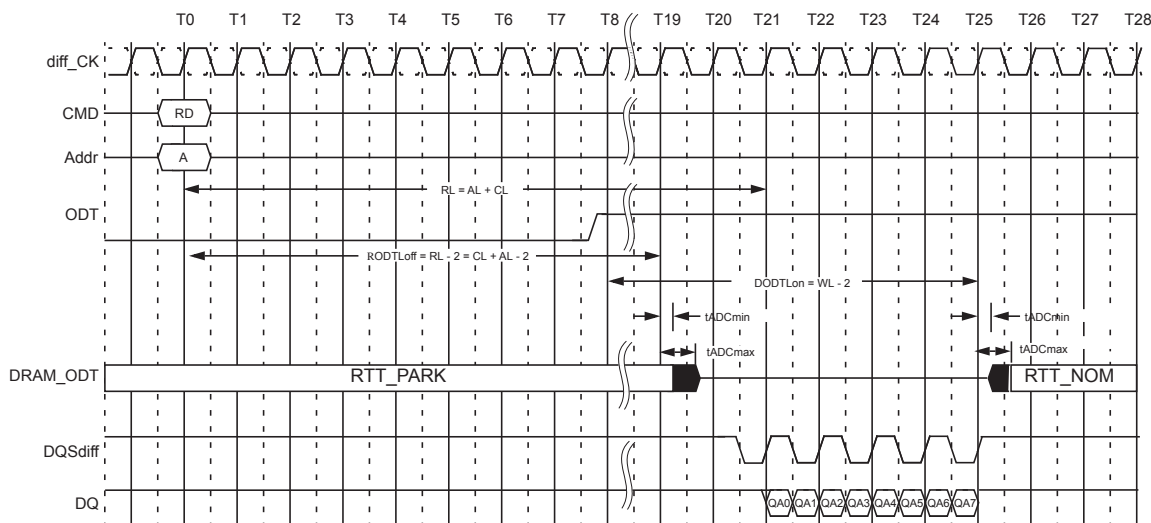 T0 T1 T2 T3 T4 T5 T6 T7 T8 T19 T20 T21 T22 T23 T24 T25 T26 T27 T28
diff_CK
CMD RD
Addr A
RL = AL + CL
ODT
RODTLoff = RL - 2 = CL + AL - 2
DODTLon = WL - 2
tADCmin tADCmin
tADCmax tADCmax
DRAM_ODT RTT_PARK RTT_NOM
DQSdiff
DQ QA0 QA1 QA2 QA3 QA4 QA5 QA6 QA7